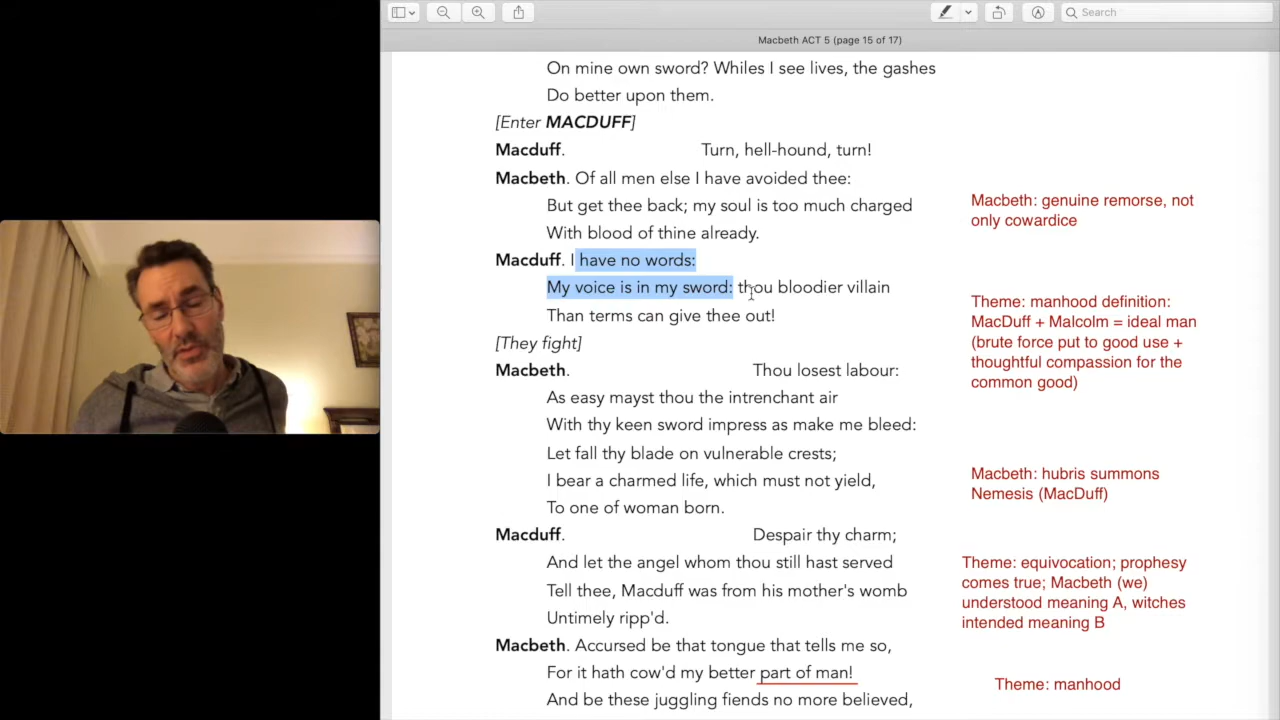 Search
Macbeth ACT 5 (page 15 of 17)
On mine own sword? Whiles I see lives, the gashes
Do better upon them.
[Enter MACDUFF]
Macduff. Turn, hell-hound, turn!
Macbeth. Of all men else I have avoided thee:
But get thee back; my soul is too much charged
With blood of thine already.
Macduff. I have no words:
My voice is in my sword: thou bloodier villain
Than terms can give thee out!
[They fight]
Macbeth. Thou losest labour:
As easy mayst thou the intrenchant air
With thy keen sword impress as make me bleed:
Let fall thy blade on vulnerable crests;
I bear a charmed life, which must not yield,
To one of woman born.
Macduff. Despair thy charm;
And let the angel whom thou still hast served
Tell thee, Macduff was from his mother's womb
Untimely ripp'd.
Macbeth. Accursed be that tongue that tells me so,
For it hath cow'd my better part of man!
And be these juggling fiends no more believed,
Macbeth: genuine remorse, not
only cowardice
Theme: manhood definition:
MacDuff + Malcolm = ideal man
(brute force put to good use +
thoughtful compassion for the
common good)
Macbeth: hubris summons
Nemesis (MacDuff)
Theme: equivocation; prophesy
comes true; Macbeth (we)
understood meaning A, witches
intended meaning B
Theme: manhood